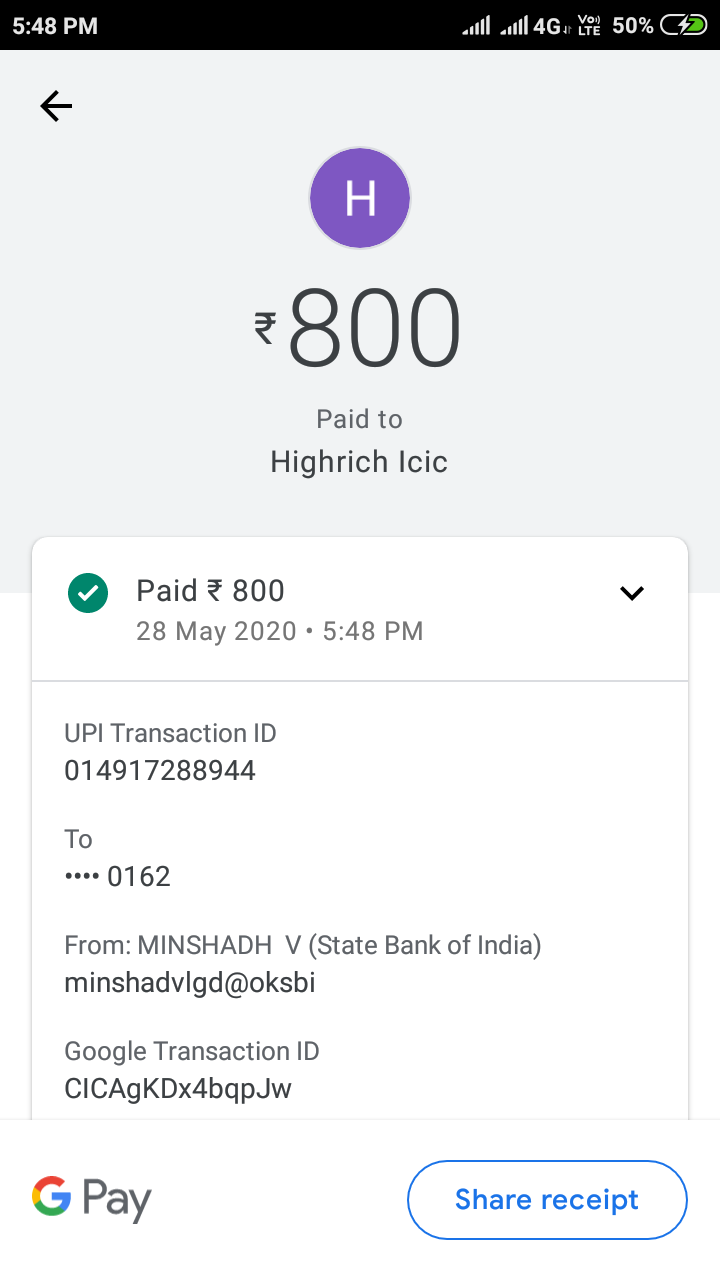 5:48 PM
4G Vo)) LTE 50%
H
₹800
Paid to
Highrich Icic
Paid ₹ 800
28 May 2020 • 5:48 PM
UPI Transaction ID
014917288944
To
•••• 0162
From: MINSHADH  V (State Bank of India)
minshadvlgd@oksbi
Google Transaction ID
CICAgKDx4bqpJw
G Pay
Share receipt